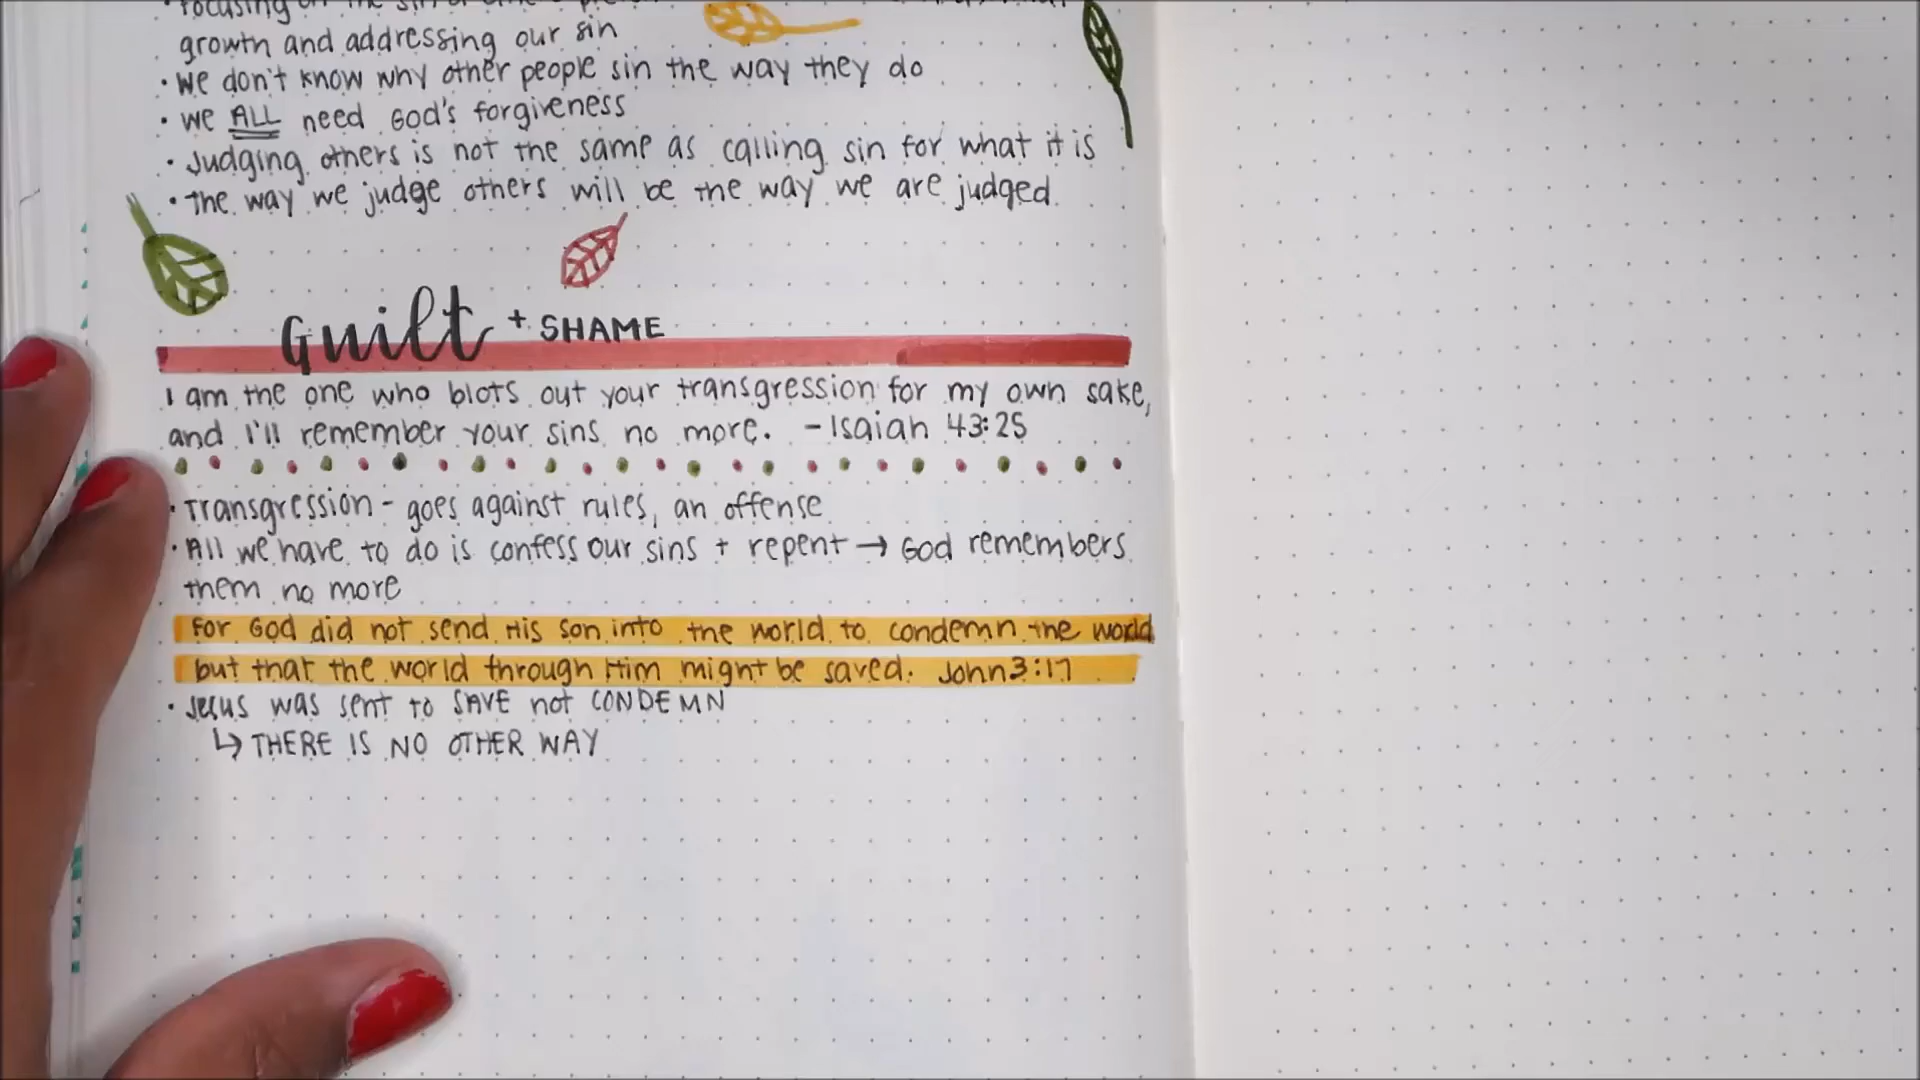 • focusing on the sin of other's
growth and addressing our sin
• we don't know why other people sin the way they do
• we ALL need God's forgiveness
• Judging others is not the same as calling sin for what it is
• the way we judge others will be the way we are judged
Guilt + SHAME
I am the one who blots out your transgression for my own sake,
and I'll remember your sins no more. - Isaiah 43:25
• Transgression - goes against rules, an offense
• All we have to do is confess our sins + repent → God remembers
them no more
For God did not send His son into the world to condemn the world
but that the world through Him might be saved. John 3:17
• Jesus was sent to SAVE not CONDEMN
↳ THERE IS NO OTHER WAY